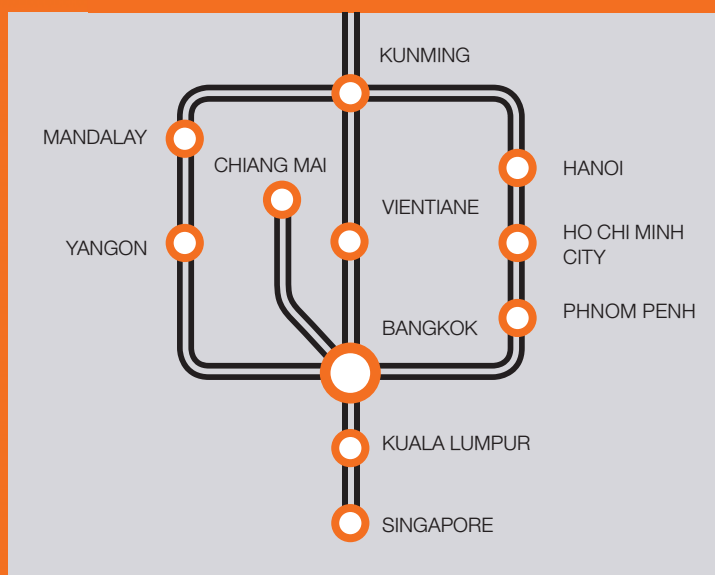 KUNMING
MANDALAY
CHIANG MAI
HANOI
VIENTIANE
YANGON
HO CHI MINH
CITY
PHNOM PENH
BANGKOK
KUALA LUMPUR
SINGAPORE